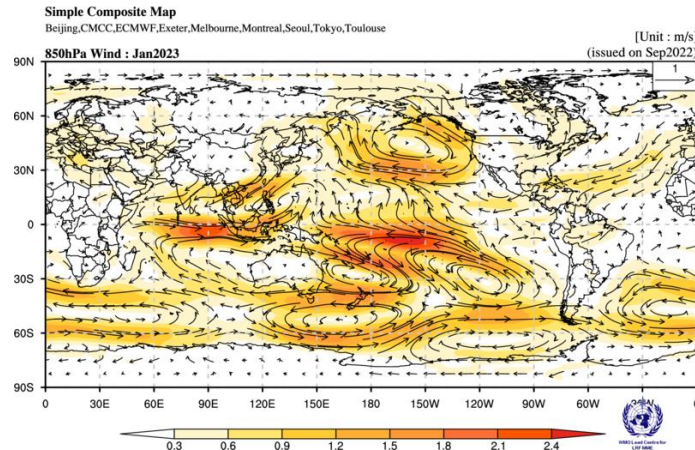 Simple Composite Map
Beijing,CMCC,ECMWF,Exeter,Melbourne,Montreal,Seoul,Tokyo,Toulouse
[Unit : m/s]
850hPa Wind : Jan2023
(issued on Sep2022)
1
90N
60N
30N
0
30S
60S
90S
0 30E 60E 90E 120E 150E 180 150W 120W 90W 60W 30W 0
0.3 0.6 0.9 1.2 1.5 1.8 2.1 2.4
WMO Lead Centre for
LRF MME